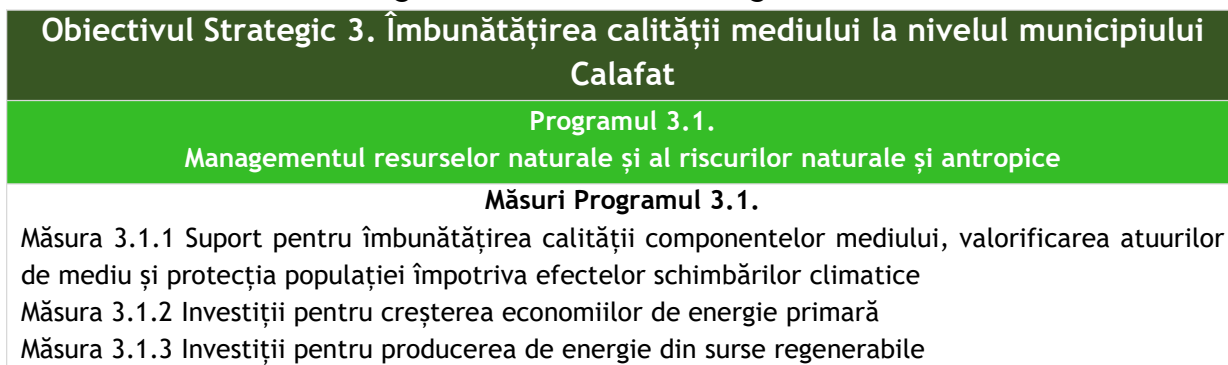 Obiectivul Strategic 3. Îmbunătățirea calității mediului la nivelul municipiului
Calafat
Programul 3.1.
Managementul resurselor naturale și al riscurilor naturale și antropice
Măsuri Programul 3.1.
Măsura 3.1.1 Suport pentru îmbunătățirea calității componentelor mediului, valorificarea atuurilor
de mediu și protecția populației împotriva efectelor schimbărilor climatice
Măsura 3.1.2 Investiții pentru creșterea economiilor de energie primară
Măsura 3.1.3 Investiții pentru producerea de energie din surse regenerabile